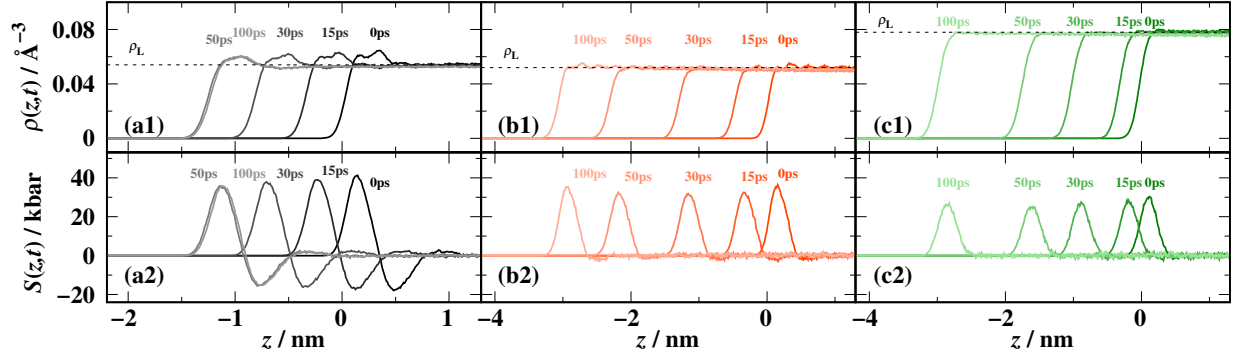 ρ(z,t) / Å⁻³
0.08
0.04
0
ρL
50ps 100ps 30ps 15ps 0ps
(a1)
ρL
100ps 50ps 30ps 15ps 0ps
(b1)
ρL
100ps 50ps 30ps 15ps 0ps
(c1)
S(z,t) / kbar
40
20
0
−20
50ps 100ps 30ps 15ps 0ps
(a2)
100ps 50ps 30ps 15ps 0ps
(b2)
100ps 50ps 30ps 15ps 0ps
(c2)
−2 −1 0 1
−4 −2 0
−4 −2 0
z / nm z / nm z / nm